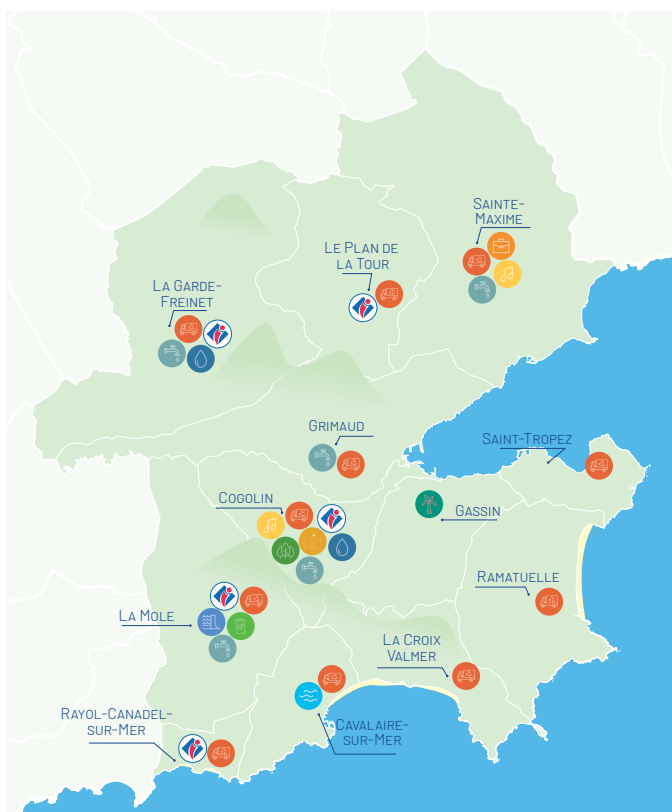 SAINTE-
MAXIME
LE PLAN DE
LA TOUR
LA GARDE-
FREINET
GRIMAUD
SAINT-TROPEZ
COGOLIN
GASSIN
RAMATUELLE
LA MOLE
LA CROIX
VALMER
RAYOL-CANADEL-
SUR-MER
CAVALAIRE-
SUR-MER